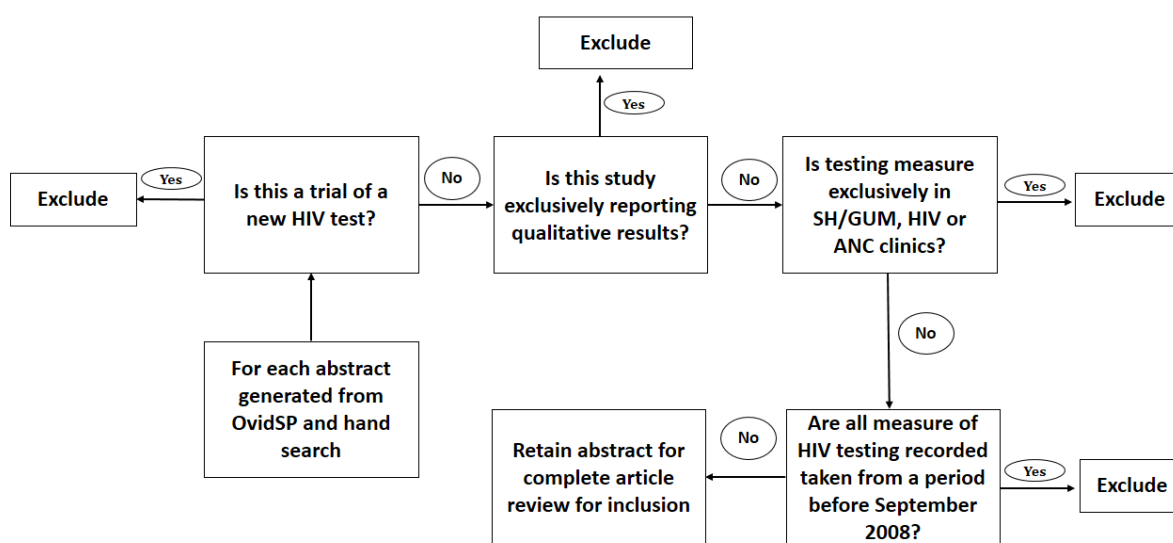 Exclude
Yes
Is this a trial of a
new HIV test?
No
Is this study
exclusively reporting
qualitative results?
No
Is testing measure
exclusively in
SH/GUM, HIV or
ANC clinics?
Yes
Exclude
Yes
Exclude
No
For each abstract
generated from
OvidSP and hand
search
Retain abstract for
complete article
review for inclusion
No
Are all measure of
HIV testing recorded
taken from a period
before September
2008?
Yes
Exclude